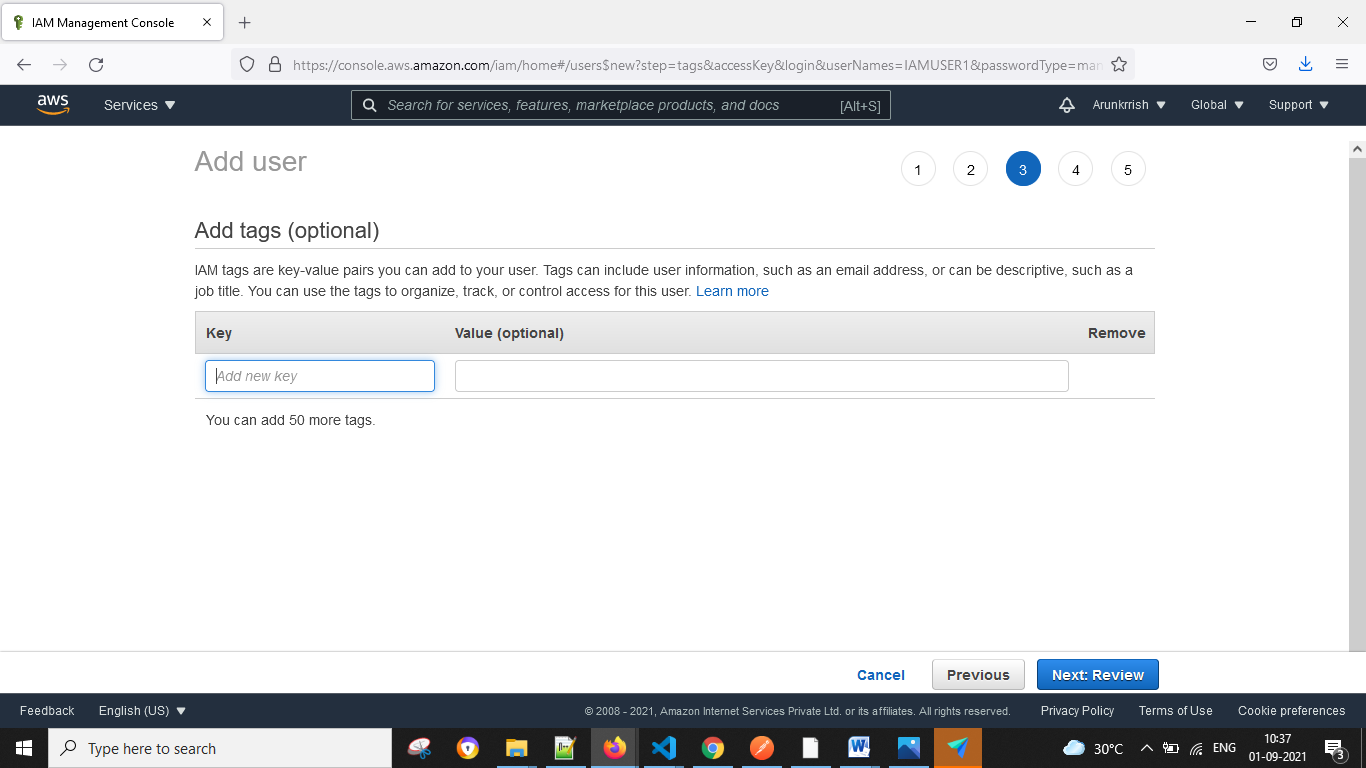 IAM Management Console
https://console.aws.amazon.com/iam/home#/users$new?step=tags&accessKey&login&userNames=IAMUSER1&passwordType=man
aws Services Search for services, features, marketplace products, and docs [Alt+S] Arunkrrish Global Support
Add user 1 2 3 4 5
Add tags (optional)
IAM tags are key-value pairs you can add to your user. Tags can include user information, such as an email address, or can be descriptive, such as a
job title. You can use the tags to organize, track, or control access for this user. Learn more
Key Value (optional) Remove
Add new key
You can add 50 more tags.
Cancel Previous Next: Review
Feedback English (US) © 2008 - 2021, Amazon Internet Services Private Ltd. or its affiliates. All rights reserved. Privacy Policy Terms of Use Cookie preferences
Type here to search 30°C ENG 10:37
01-09-2021 3